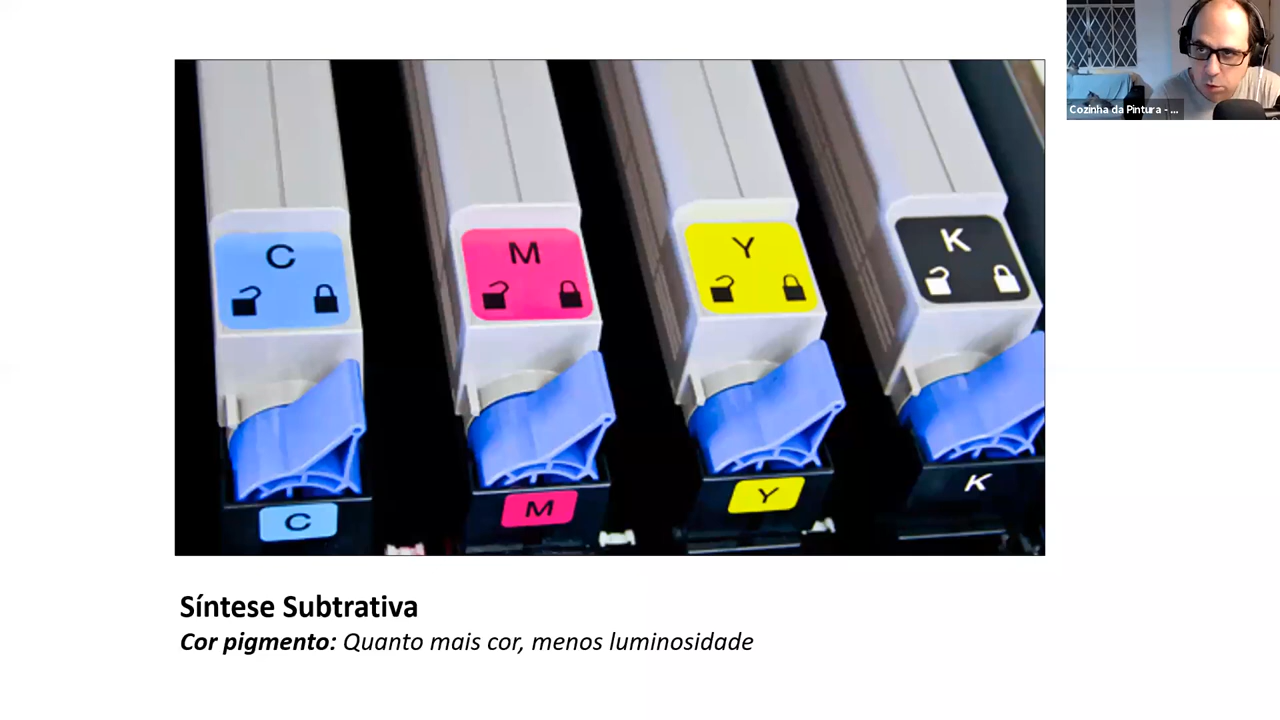 Cozinha da Pintura - ...
C
M
Y
K
C
M
Y
K
Síntese Subtrativa
Cor pigmento: Quanto mais cor, menos luminosidade